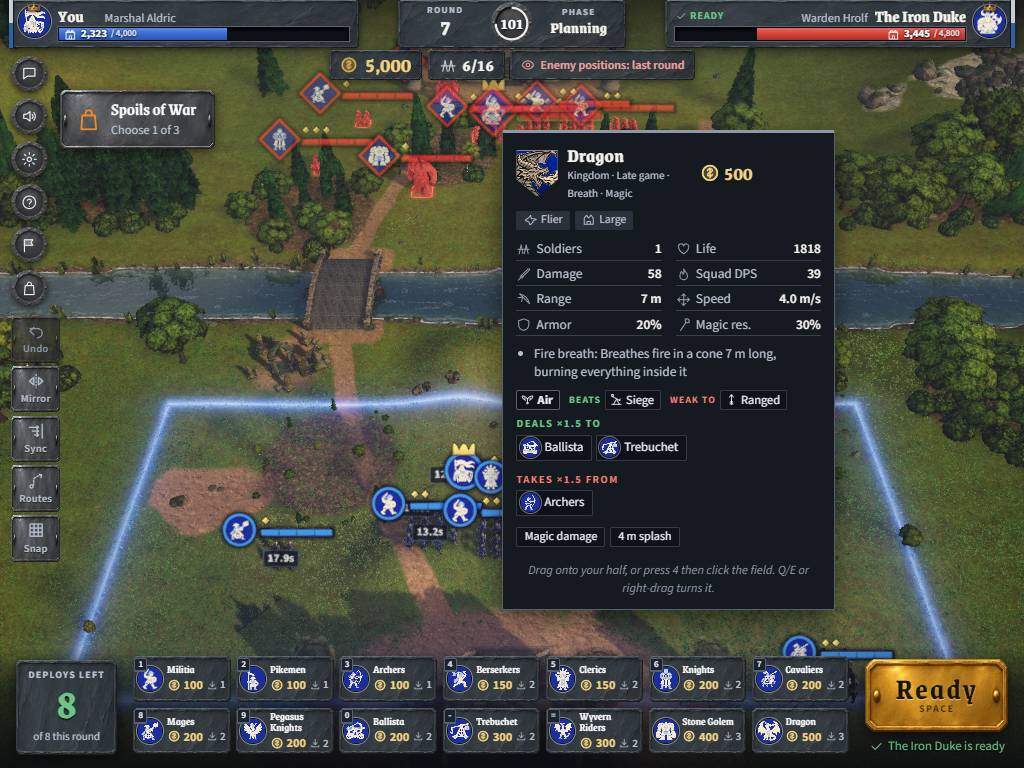 You Marshal Aldric
2,323 / 4,000
ROUND
7
101
PHASE
Planning
READY
Warden Hrolf The Iron Duke
3,445 / 4,800
5,000
6/16
Enemy positions: last round
Spoils of War
Choose 1 of 3
Undo
Mirror
Sync
Routes
Snap
Dragon
Kingdom · Late game ·
Breath · Magic
500
Flier
Large
Soldiers 1
Life 1818
Damage 58
Squad DPS 39
Range 7 m
Speed 4.0 m/s
Armor 20%
Magic res. 30%
• Fire breath: Breathes fire in a cone 7 m long,
burning everything inside it
Air BEATS Siege WEAK TO Ranged
DEALS ×1.5 TO
Ballista Trebuchet
TAKES ×1.5 FROM
Archers
Magic damage 4 m splash
Drag onto your half, or press 4 then click the field. Q/E or
right-drag turns it.
13.2s
17.9s
DEPLOYS LEFT
8
of 8 this round
1 Militia 100 1
2 Pikemen 100 1
3 Archers 100 1
4 Berserkers 150 2
5 Clerics 150 2
6 Knights 200 2
7 Cavaliers 200 2
8 Mages 200 2
9 Pegasus Knights 200 2
0 Ballista 200 2
- Trebuchet 300 2
= Wyvern Riders 300 2
Stone Golem 400 3
Dragon 500 3
Ready
SPACE
The Iron Duke is ready